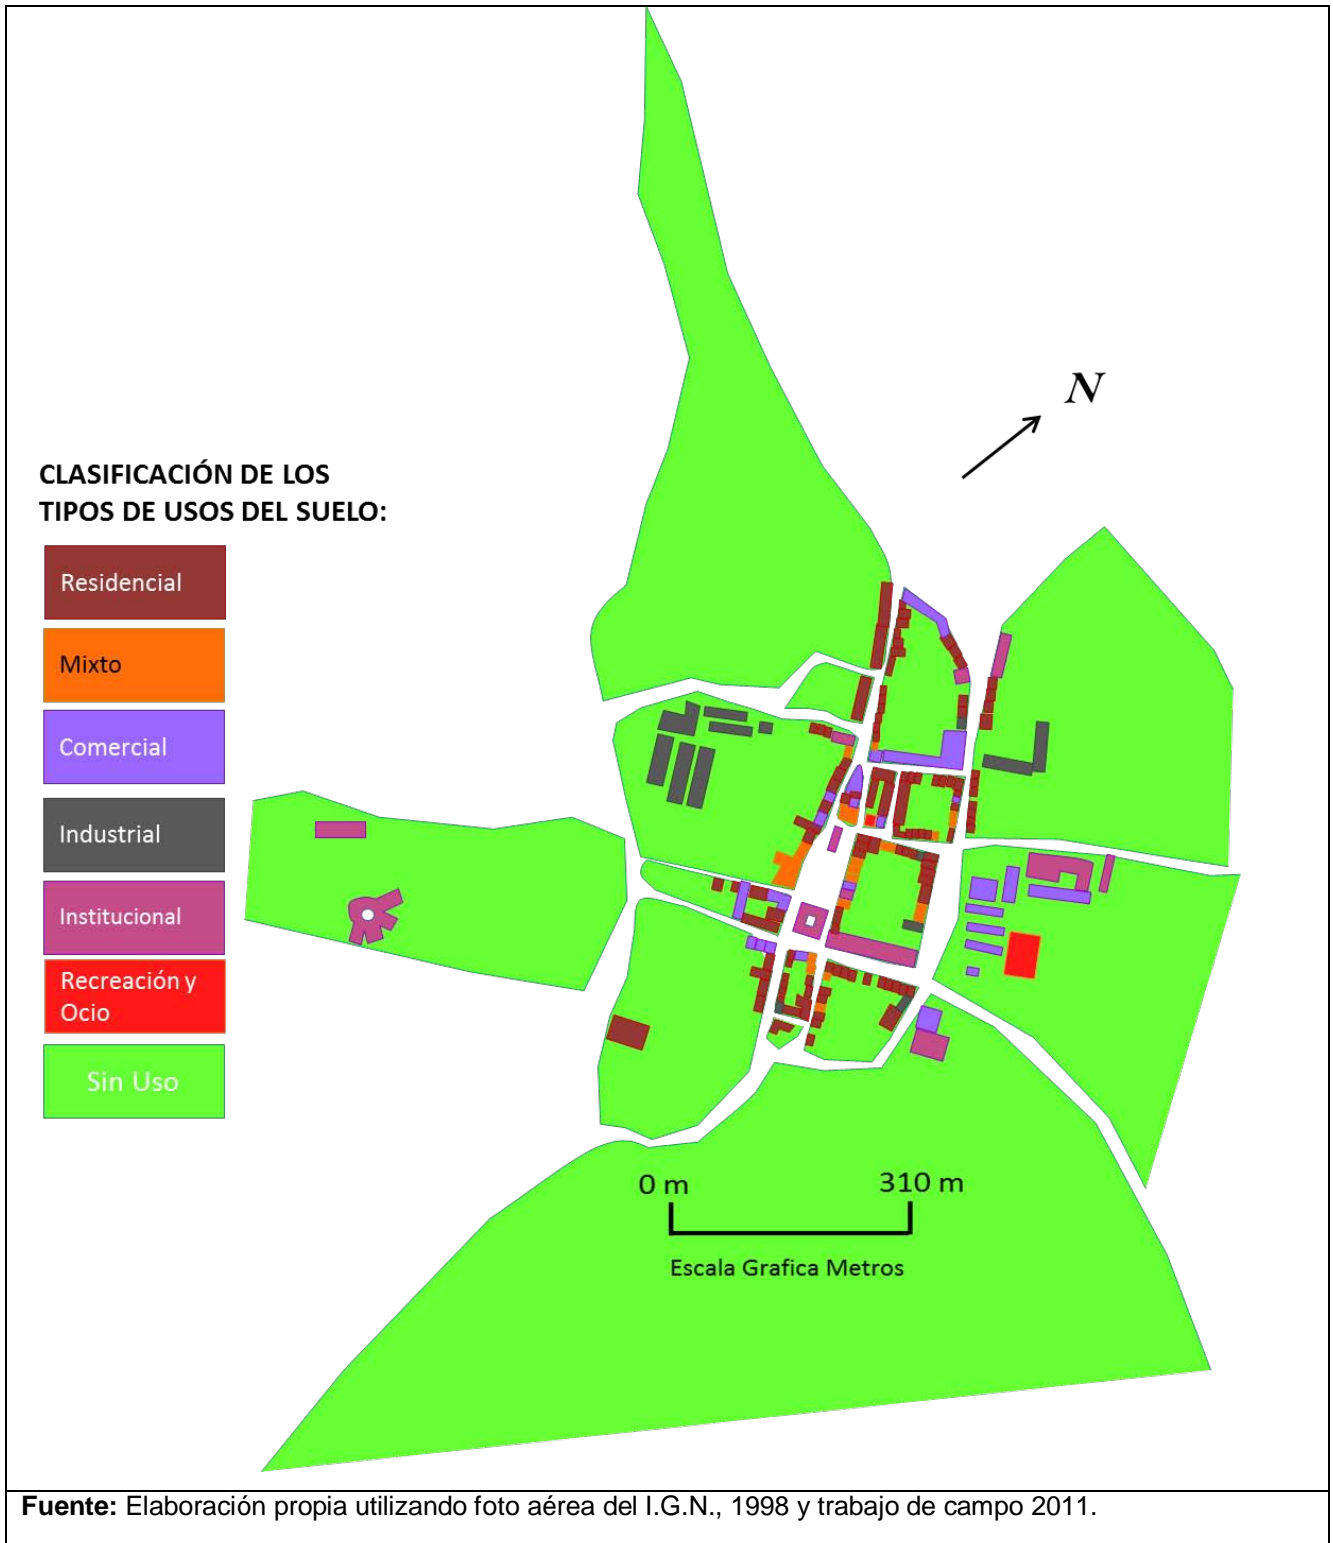 N
CLASIFICACIÓN DE LOS
TIPOS DE USOS DEL SUELO:
Residencial
Mixto
Comercial
Industrial
Institucional
Recreación y
Ocio
Sin Uso
0 m 310 m
Escala Grafica Metros
Fuente: Elaboración propia utilizando foto aérea del I.G.N., 1998 y trabajo de campo 2011.